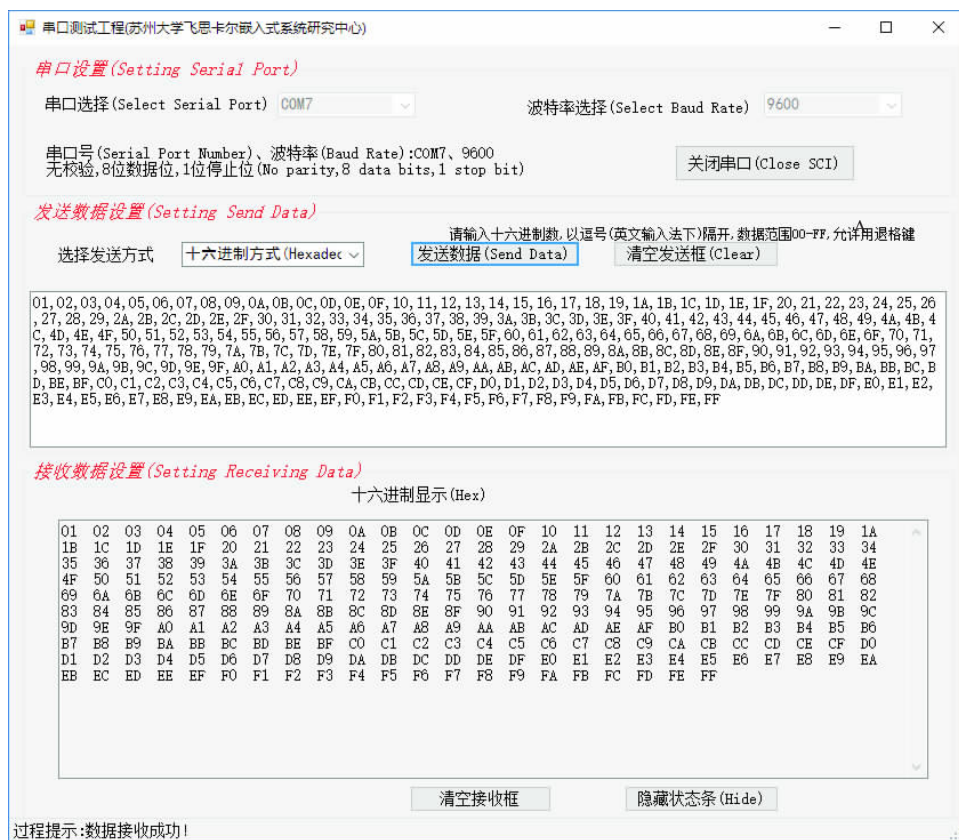 串口测试工程(苏州大学飞思卡尔嵌入式系统研究中心)
串口设置(Setting Serial Port)
串口选择(Select Serial Port) COM7
波特率选择(Select Baud Rate) 9600
串口号(Serial Port Number)、波特率(Baud Rate):COM7、9600
无校验,8位数据位,1位停止位(No parity,8 data bits,1 stop bit)
关闭串口(Close SCI)
发送数据设置(Setting Send Data)
请输入十六进制数,以逗号(英文输入法下)隔开,数据范围00-FF,允许用退格键
选择发送方式 十六进制方式(Hexadec 发送数据(Send Data) 清空发送框(Clear)
01,02,03,04,05,06,07,08,09,0A,0B,0C,0D,0E,0F,10,11,12,13,14,15,16,17,18,19,1A,1B,1C,1D,1E,1F,20,21,22,23,24,25,26
,27,28,29,2A,2B,2C,2D,2E,2F,30,31,32,33,34,35,36,37,38,39,3A,3B,3C,3D,3E,3F,40,41,42,43,44,45,46,47,48,49,4A,4B,4
C,4D,4E,4F,50,51,52,53,54,55,56,57,58,59,5A,5B,5C,5D,5E,5F,60,61,62,63,64,65,66,67,68,69,6A,6B,6C,6D,6E,6F,70,71,
72,73,74,75,76,77,78,79,7A,7B,7C,7D,7E,7F,80,81,82,83,84,85,86,87,88,89,8A,8B,8C,8D,8E,8F,90,91,92,93,94,95,96,97
,98,99,9A,9B,9C,9D,9E,9F,A0,A1,A2,A3,A4,A5,A6,A7,A8,A9,AA,AB,AC,AD,AE,AF,B0,B1,B2,B3,B4,B5,B6,B7,B8,B9,BA,BB,BC,B
D,BE,BF,C0,C1,C2,C3,C4,C5,C6,C7,C8,C9,CA,CB,CC,CD,CE,CF,D0,D1,D2,D3,D4,D5,D6,D7,D8,D9,DA,DB,DC,DD,DE,DF,E0,E1,E2,
E3,E4,E5,E6,E7,E8,E9,EA,EB,EC,ED,EE,EF,F0,F1,F2,F3,F4,F5,F6,F7,F8,F9,FA,FB,FC,FD,FE,FF
接收数据设置(Setting Receiving Data)
十六进制显示(Hex)
01 02 03 04 05 06 07 08 09 0A 0B 0C 0D 0E 0F 10 11 12 13 14 15 16 17 18 19 1A
1B 1C 1D 1E 1F 20 21 22 23 24 25 26 27 28 29 2A 2B 2C 2D 2E 2F 30 31 32 33 34
35 36 37 38 39 3A 3B 3C 3D 3E 3F 40 41 42 43 44 45 46 47 48 49 4A 4B 4C 4D 4E
4F 50 51 52 53 54 55 56 57 58 59 5A 5B 5C 5D 5E 5F 60 61 62 63 64 65 66 67 68
69 6A 6B 6C 6D 6E 6F 70 71 72 73 74 75 76 77 78 79 7A 7B 7C 7D 7E 7F 80 81 82
83 84 85 86 87 88 89 8A 8B 8C 8D 8E 8F 90 91 92 93 94 95 96 97 98 99 9A 9B 9C
9D 9E 9F A0 A1 A2 A3 A4 A5 A6 A7 A8 A9 AA AB AC AD AE AF B0 B1 B2 B3 B4 B5 B6
B7 B8 B9 BA BB BC BD BE BF C0 C1 C2 C3 C4 C5 C6 C7 C8 C9 CA CB CC CD CE CF D0
D1 D2 D3 D4 D5 D6 D7 D8 D9 DA DB DC DD DE DF E0 E1 E2 E3 E4 E5 E6 E7 E8 E9 EA
EB EC ED EE EF F0 F1 F2 F3 F4 F5 F6 F7 F8 F9 FA FB FC FD FE FF
清空接收框 隐藏状态条(Hide)
过程提示:数据接收成功!